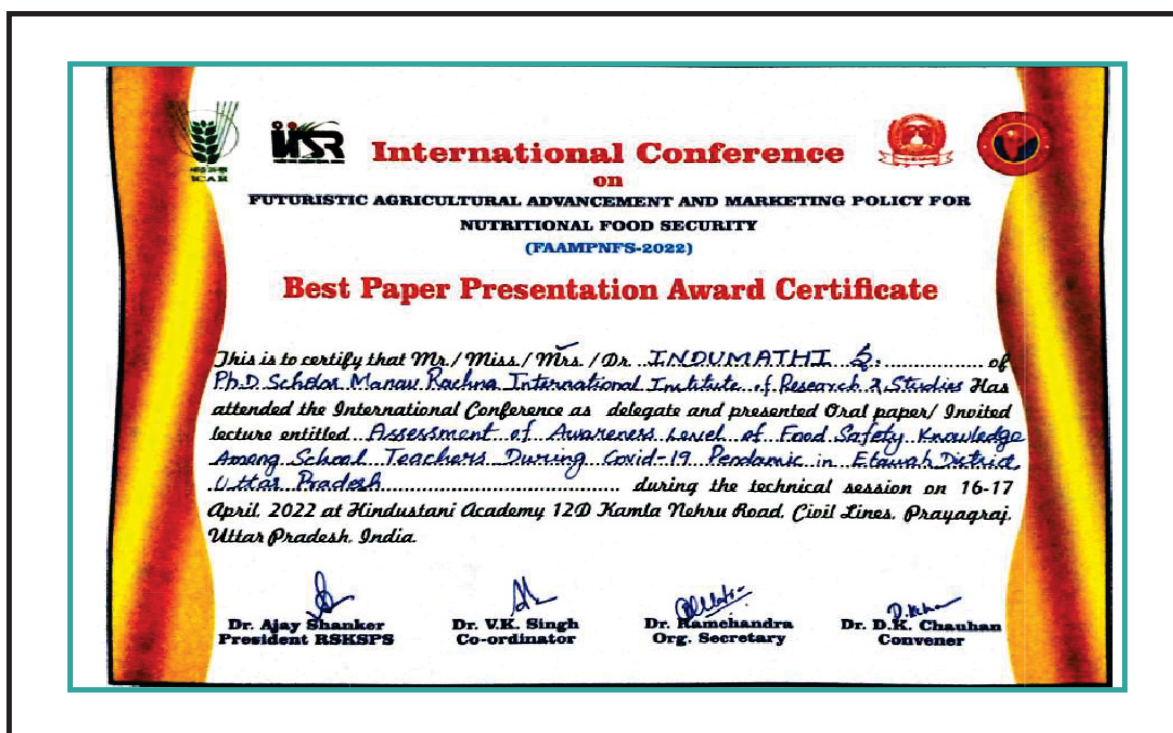 ICAR
IISR
International Conference
on
FUTURISTIC AGRICULTURAL ADVANCEMENT AND MARKETING POLICY FOR
NUTRITIONAL FOOD SECURITY
(FAAMPNFS-2022)
Best Paper Presentation Award Certificate
This is to certify that Mr./ Miss./ Mrs. /Dr. INDUMATHI S. of
Ph.D Scholar Manav Rachna International Institute of Research & Studies Has
attended the International Conference as delegate and presented Oral paper/ Invited
lecture entitled Assessment of Awareness Level of Food Safety Knowledge
Among School Teachers During Covid-19 Pendamic in Etawah District,
Uttar Pradesh during the technical session on 16-17
April, 2022 at Hindustani Academy 12D Kamla Nehru Road, Civil Lines, Prayagraj,
Uttar Pradesh, India.
Dr. Ajay Shanker Dr. V.K. Singh Dr. Ramchandra Dr. D.K. Chauhan
President RSKSPS Co-ordinator Org. Secretary Convener